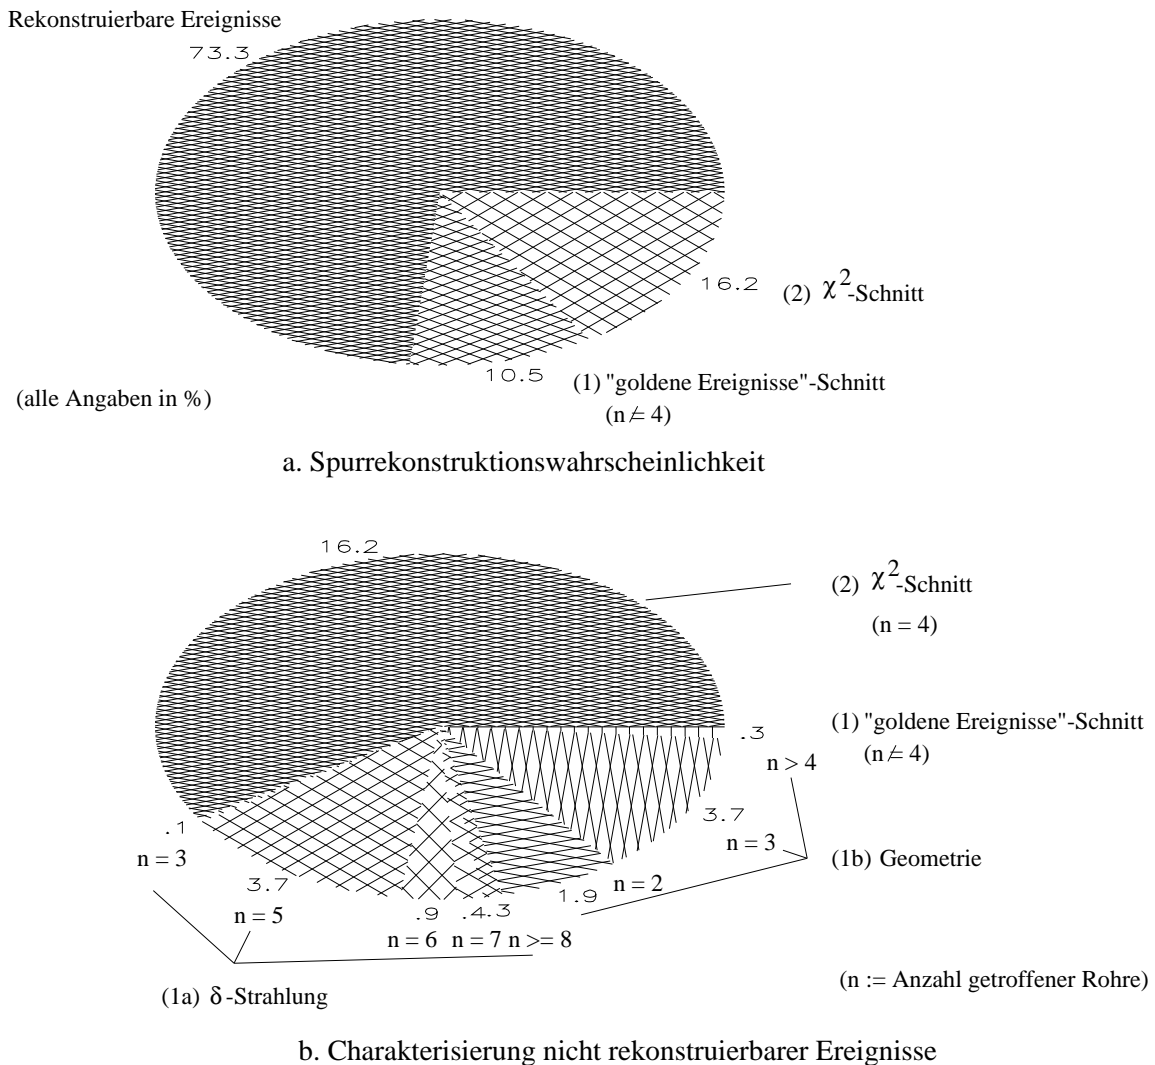 Rekonstruierbare Ereignisse
73.3
16.2
(2) χ²-Schnitt
10.5
(1) "goldene Ereignisse"-Schnitt
(n ≠ 4)
(alle Angaben in %)
a. Spurrekonstruktionswahrscheinlichkeit
16.2
(2) χ²-Schnitt
(n = 4)
(1) "goldene Ereignisse"-Schnitt
(n ≠ 4)
.3
n > 4
3.7
n = 3
(1b) Geometrie
.1
n = 3
3.7
n = 5
.9
n = 6
.4
n = 7
.3
n >= 8
1.9
n = 2
(1a) δ-Strahlung
(n := Anzahl getroffener Rohre)
b. Charakterisierung nicht rekonstruierbarer Ereignisse